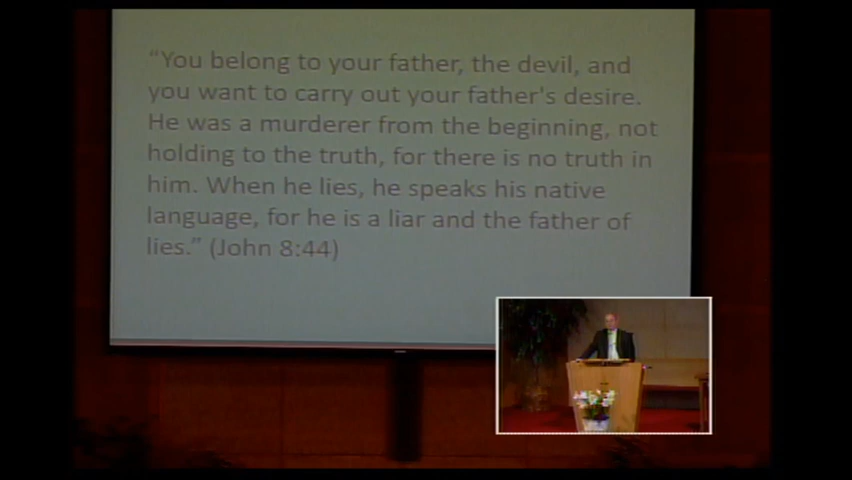 “You belong to your father, the devil, and
you want to carry out your father's desire.
He was a murderer from the beginning, not
holding to the truth, for there is no truth in
him. When he lies, he speaks his native
language, for he is a liar and the father of
lies.” (John 8:44)